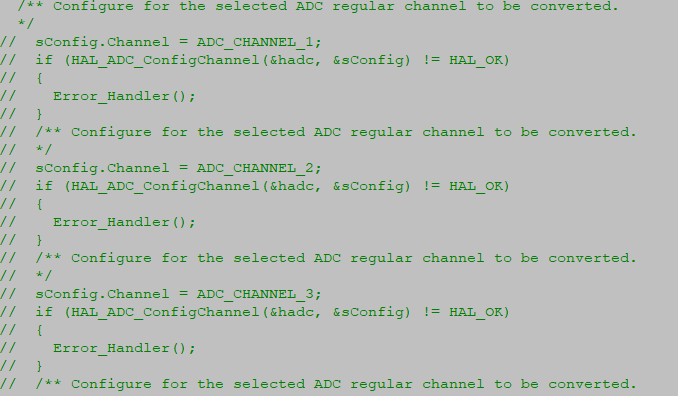 /** Configure for the selected ADC regular channel to be converted.
*/
//  sConfig.Channel = ADC_CHANNEL_1;
//  if (HAL_ADC_ConfigChannel(&hadc, &sConfig) != HAL_OK)
//  {
//    Error_Handler();
//  }
//  /** Configure for the selected ADC regular channel to be converted.
//  */
//  sConfig.Channel = ADC_CHANNEL_2;
//  if (HAL_ADC_ConfigChannel(&hadc, &sConfig) != HAL_OK)
//  {
//    Error_Handler();
//  }
//  /** Configure for the selected ADC regular channel to be converted.
//  */
//  sConfig.Channel = ADC_CHANNEL_3;
//  if (HAL_ADC_ConfigChannel(&hadc, &sConfig) != HAL_OK)
//  {
//    Error_Handler();
//  }
//  /** Configure for the selected ADC regular channel to be converted.